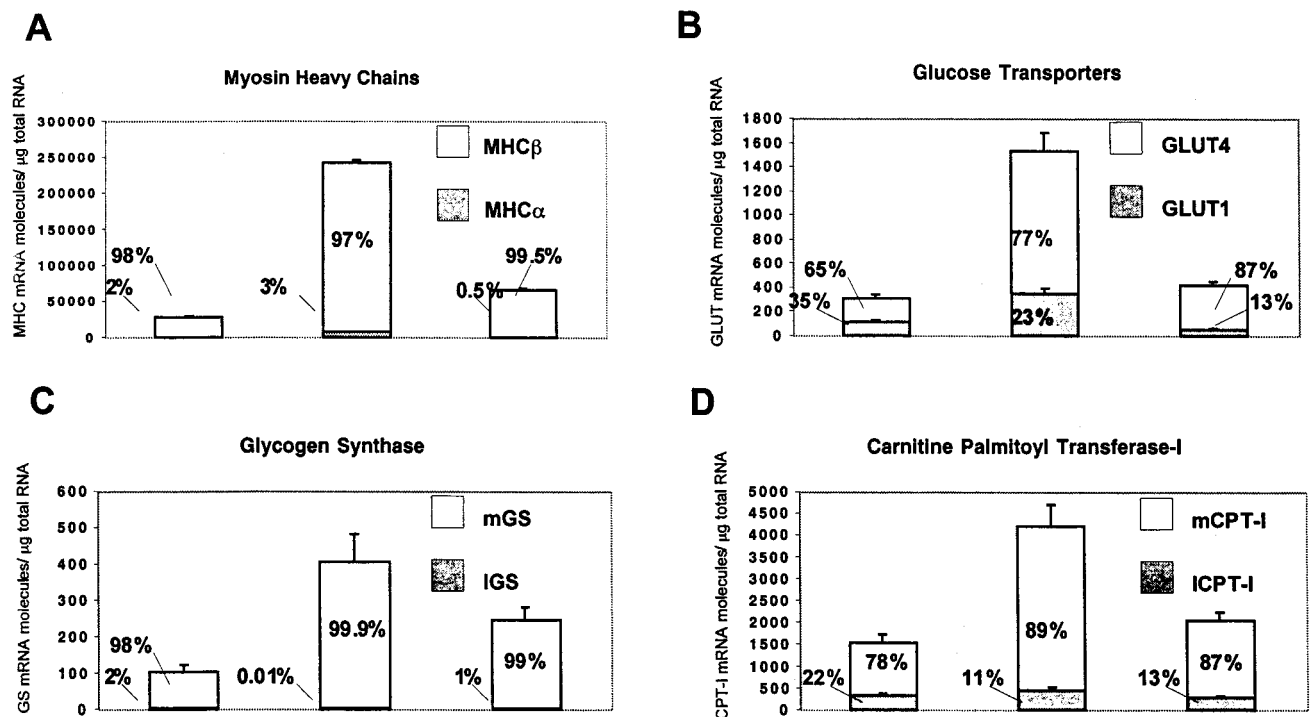 A
Myosin Heavy Chains
MHC mRNA molecules/ µg total RNA
300000
250000
200000
150000
100000
50000
0
MHCβ
MHCα
98%
2%
97%
3%
99.5%
0.5%
B
Glucose Transporters
GLUT mRNA molecules/ µg total RNA
1800
1600
1400
1200
1000
800
600
400
200
0
GLUT4
GLUT1
65%
35%
77%
23%
87%
13%
C
Glycogen Synthase
GS mRNA molecules/ µg total RNA
600
500
400
300
200
100
0
mGS
lGS
98%
2%
99.9%
0.01%
99%
1%
D
Carnitine Palmitoyl Transferase-I
CPT-I mRNA molecules/ µg total RNA
5000
4500
4000
3500
3000
2500
2000
1500
1000
500
0
mCPT-I
lCPT-I
78%
22%
89%
11%
87%
13%